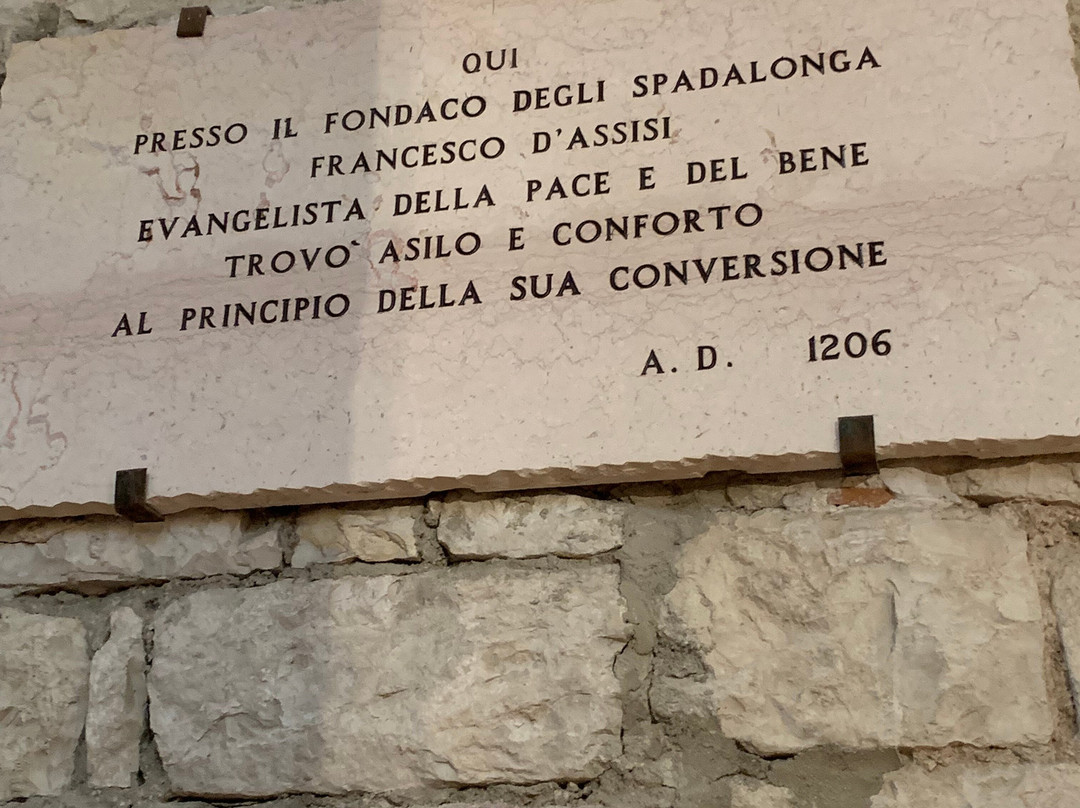 QUI
PRESSO IL FONDACO DEGLI SPADALONGA
FRANCESCO D'ASSISI
EVANGELISTA DELLA PACE E DEL BENE
TROVO` ASILO E CONFORTO
AL PRINCIPIO DELLA SUA CONVERSIONE
A. D. 1206